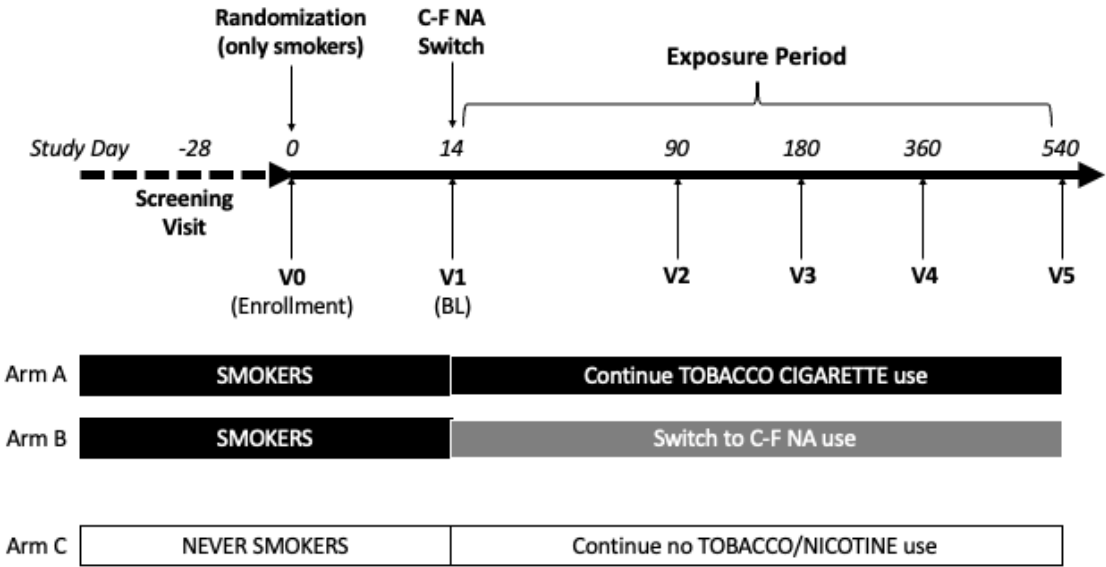 Randomization
(only smokers)
C-F NA
Switch
Exposure Period
Study Day -28 0 14 90 180 360 540
Screening
Visit
V0
(Enrollment)
V1
(BL)
V2
V3
V4
V5
Arm A SMOKERS Continue TOBACCO CIGARETTE use
Arm B SMOKERS Switch to C-F NA use
Arm C NEVER SMOKERS Continue no TOBACCO/NICOTINE use